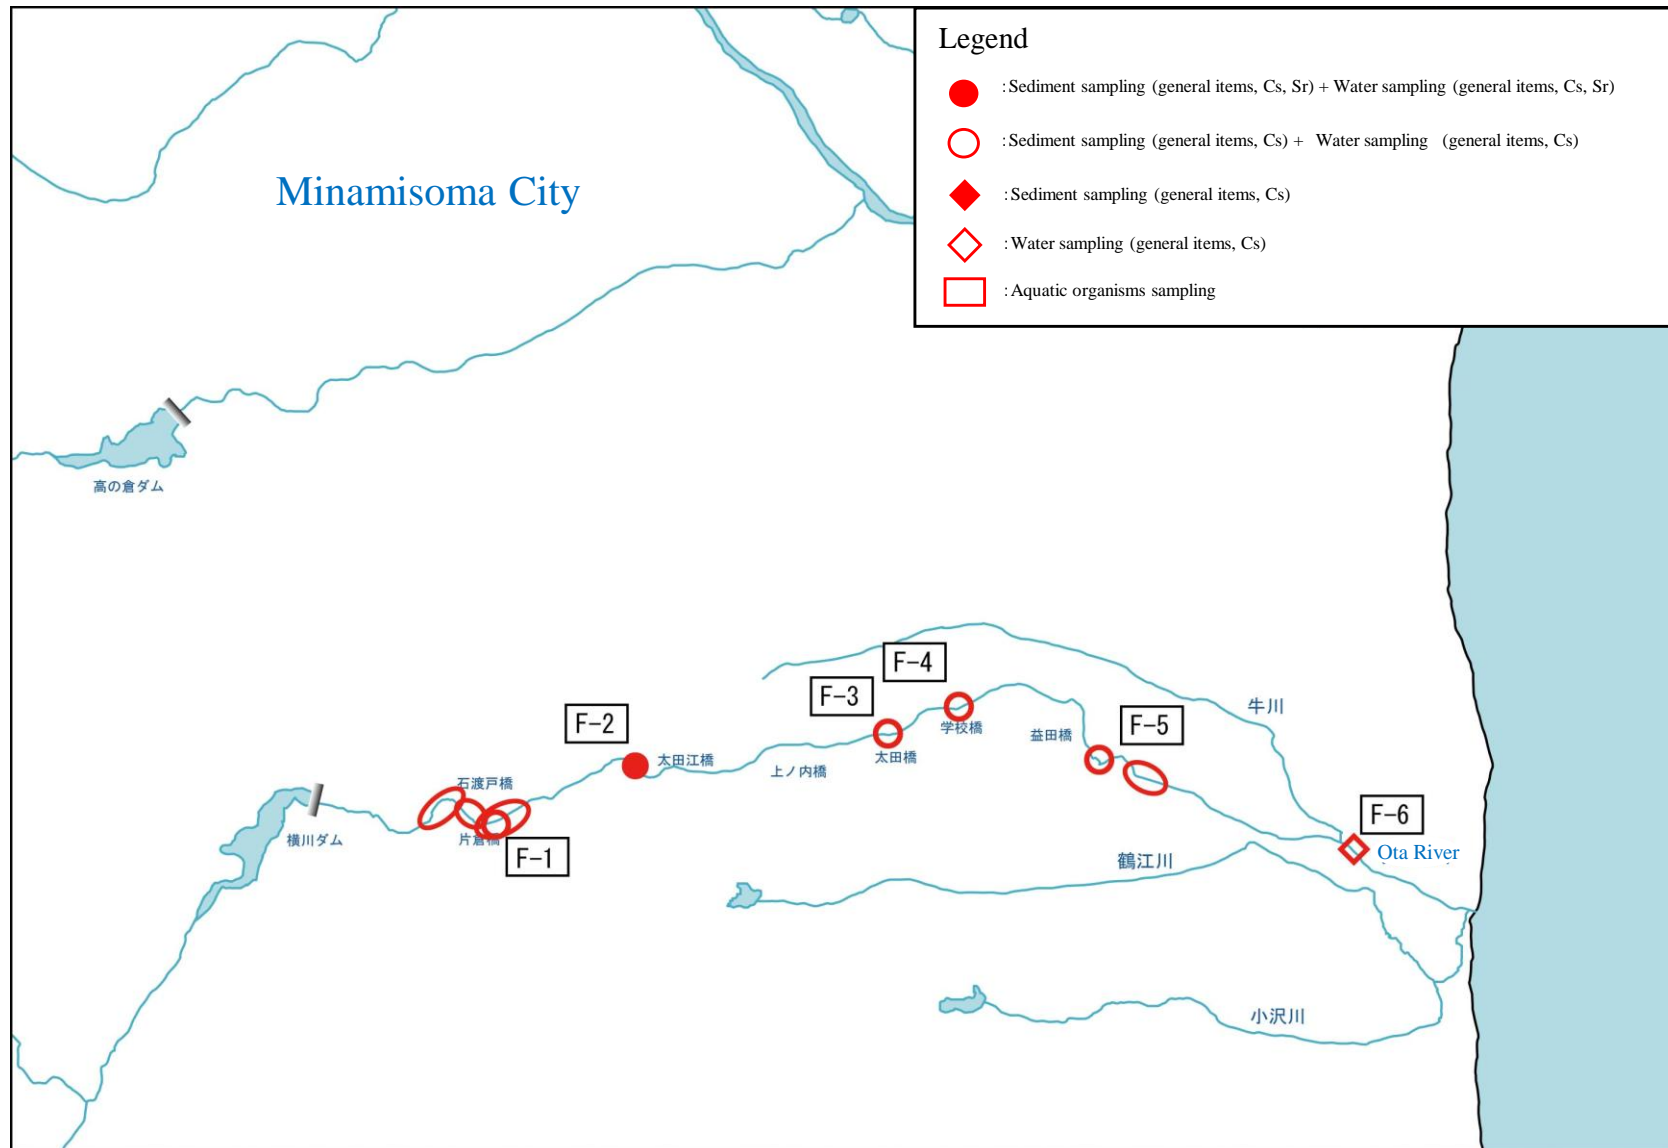 Legend
:Sediment sampling (general items, Cs, Sr) + Water sampling (general items, Cs, Sr)
:Sediment sampling (general items, Cs) + Water sampling (general items, Cs)
:Sediment sampling (general items, Cs)
:Water sampling (general items, Cs)
:Aquatic organisms sampling
Minamisoma City
高の倉ダム
F-4
F-3
F-2
F-5
牛川
学校橋
益田橋
太田橋
太田江橋
上ノ内橋
石渡戸橋
横川ダム
片倉橋
F-1
F-6
Ota River
鶴江川
小沢川